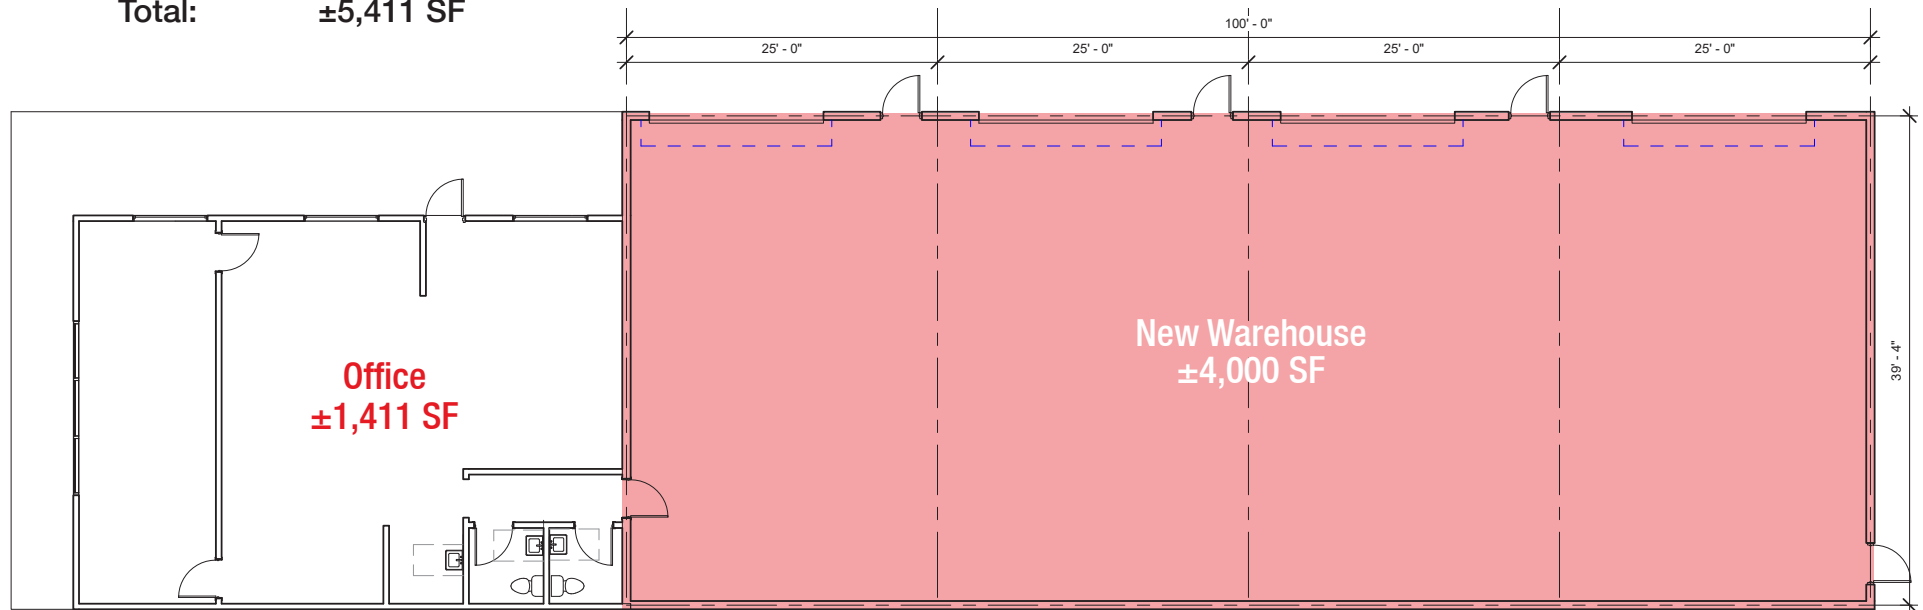 Total: ±5,411 SF
100' - 0"
25' - 0" 25' - 0" 25' - 0" 25' - 0"
New Warehouse
±4,000 SF
39' - 4"
Office
±1,411 SF